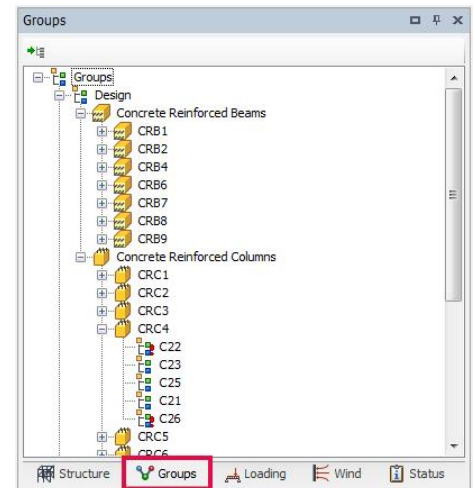 Groups
Groups
Design
Concrete Reinforced Beams
CRB1
CRB2
CRB4
CRB6
CRB7
CRB8
CRB9
Concrete Reinforced Columns
CRC1
CRC2
CRC3
CRC4
C22
C23
C25
C21
C26
CRC5
CRC6
Structure Groups Loading Wind Status